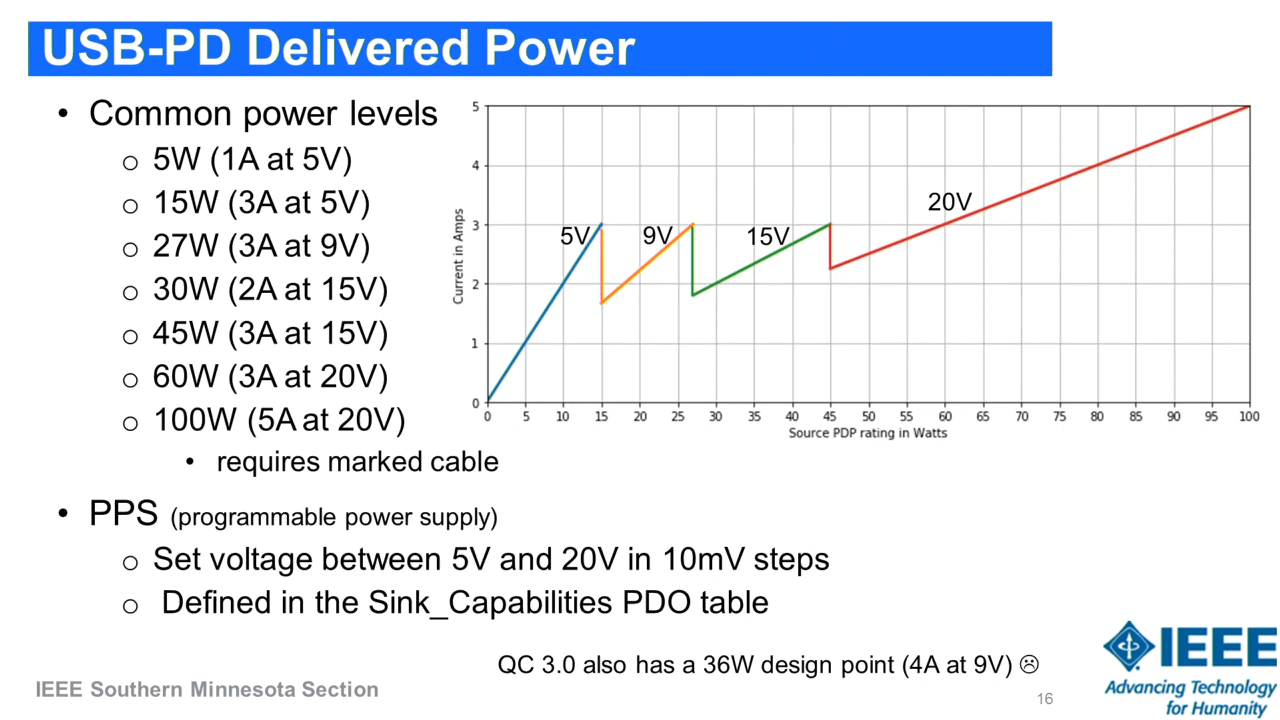 USB-PD Delivered Power
• Common power levels
o 5W (1A at 5V)
o 15W (3A at 5V)
o 27W (3A at 9V)
o 30W (2A at 15V)
o 45W (3A at 15V)
o 60W (3A at 20V)
o 100W (5A at 20V)
• requires marked cable
• PPS (programmable power supply)
o Set voltage between 5V and 20V in 10mV steps
o Defined in the Sink_Capabilities PDO table
5
4
3
2
1
0
Current in Amps
5V
9V
15V
20V
0 5 10 15 20 25 30 35 40 45 50 55 60 65 70 75 80 85 90 95 100
Source PDP rating in Watts
QC 3.0 also has a 36W design point (4A at 9V) ☹
IEEE Southern Minnesota Section
16
IEEE
Advancing Technology
for Humanity